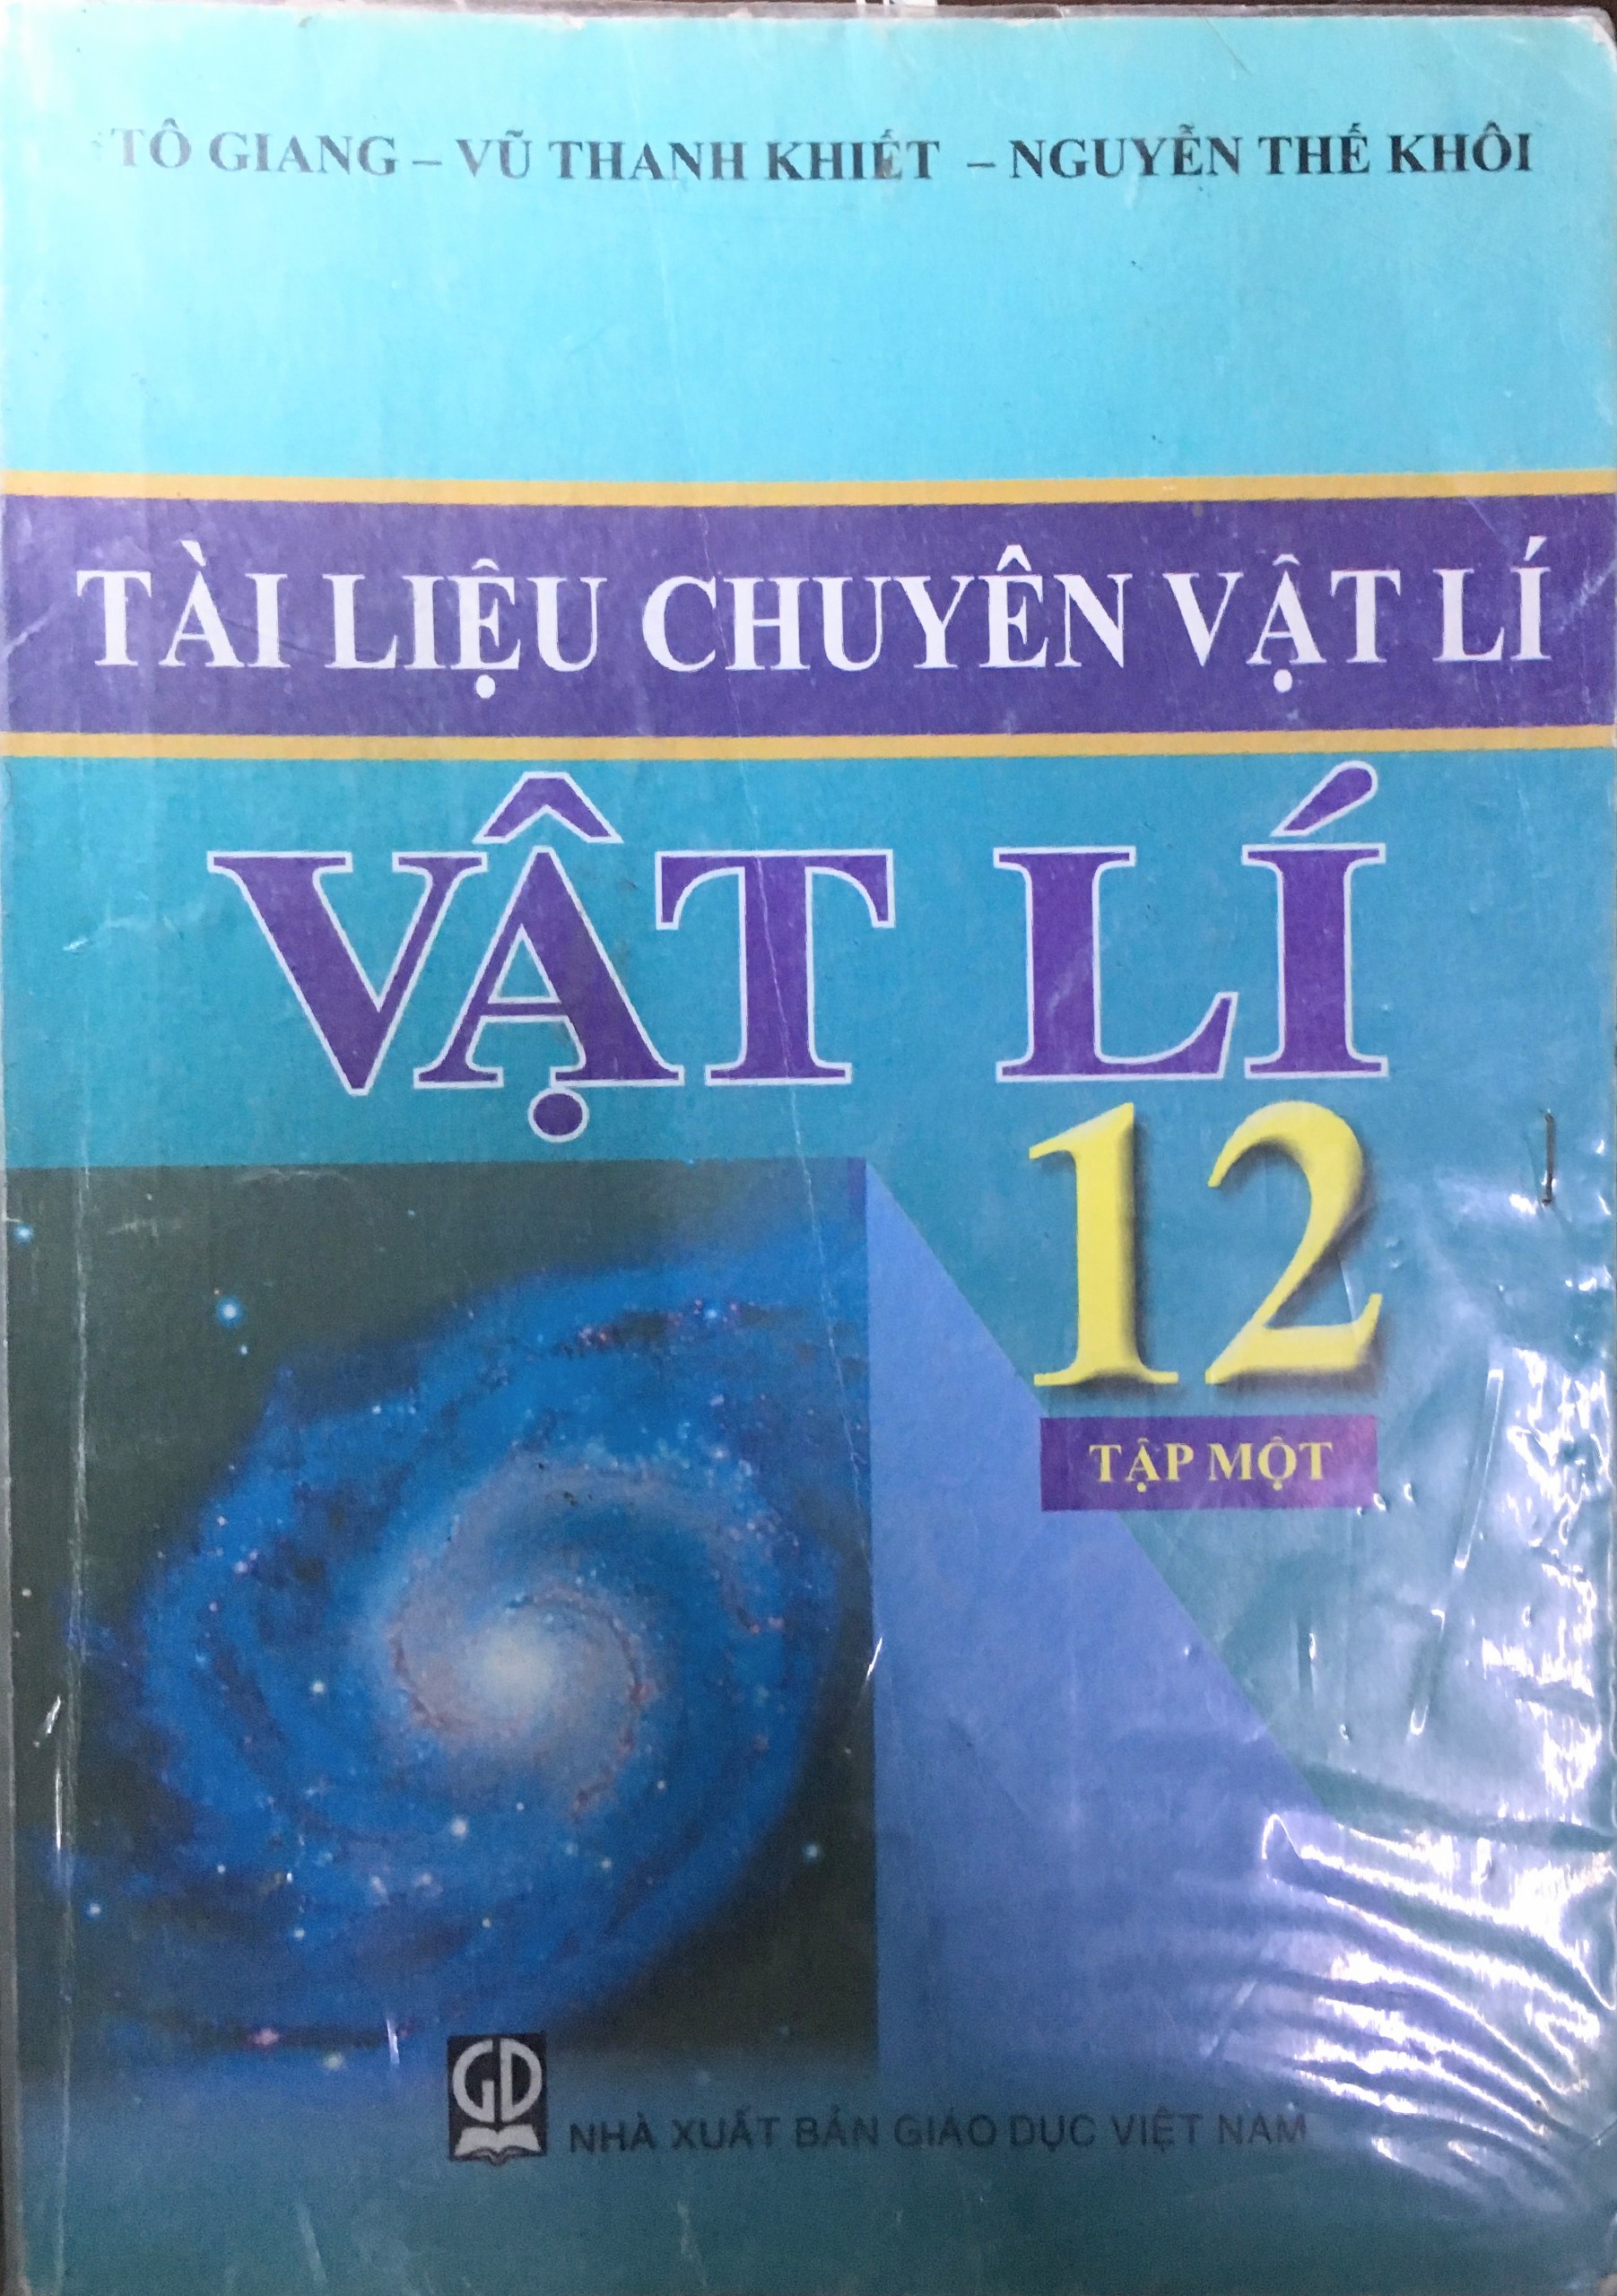 TÔ GIANG – VŨ THANH KHIẾT – NGUYỄN THẾ KHÔI
TÀI LIỆU CHUYÊN VẬT LÍ
VẬT LÍ
12
TẬP MỘT
GD
NHÀ XUẤT BẢN GIÁO DỤC VIỆT NAM